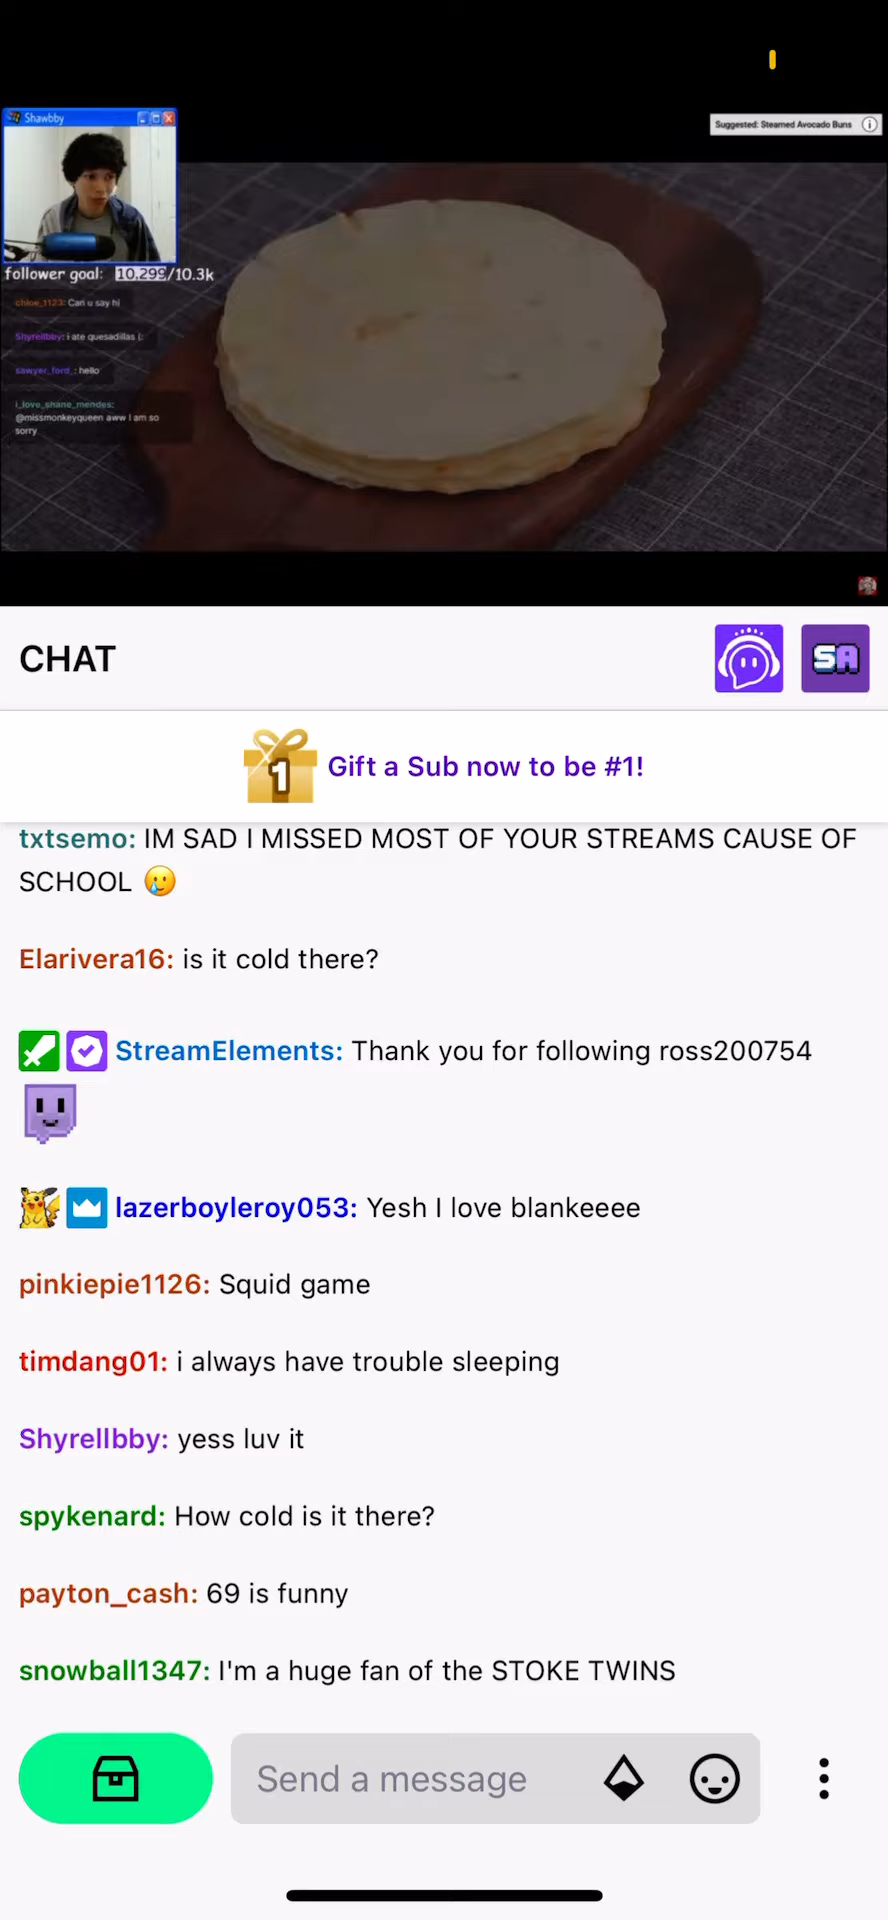 Shawbby
Suggested: Steamed Avocado Buns
follower goal: 10,299/10.3k
chloe_1123: Can u say hi
Shyrellbby: i ate quesadillas (:
sawyer_ford_: hello
i_love_shane_mendes:
@missmonkeyqueen aww I am so
sorry
CHAT
SA
1
Gift a Sub now to be #1!
txtsemo: IM SAD I MISSED MOST OF YOUR STREAMS CAUSE OF
SCHOOL 🥲
Elarivera16: is it cold there?
StreamElements: Thank you for following ross200754
lazerboyleroy053: Yesh I love blankeeee
pinkiepie1126: Squid game
timdang01: i always have trouble sleeping
Shyrellbby: yess luv it
spykenard: How cold is it there?
payton_cash: 69 is funny
snowball1347: I'm a huge fan of the STOKE TWINS
Send a message